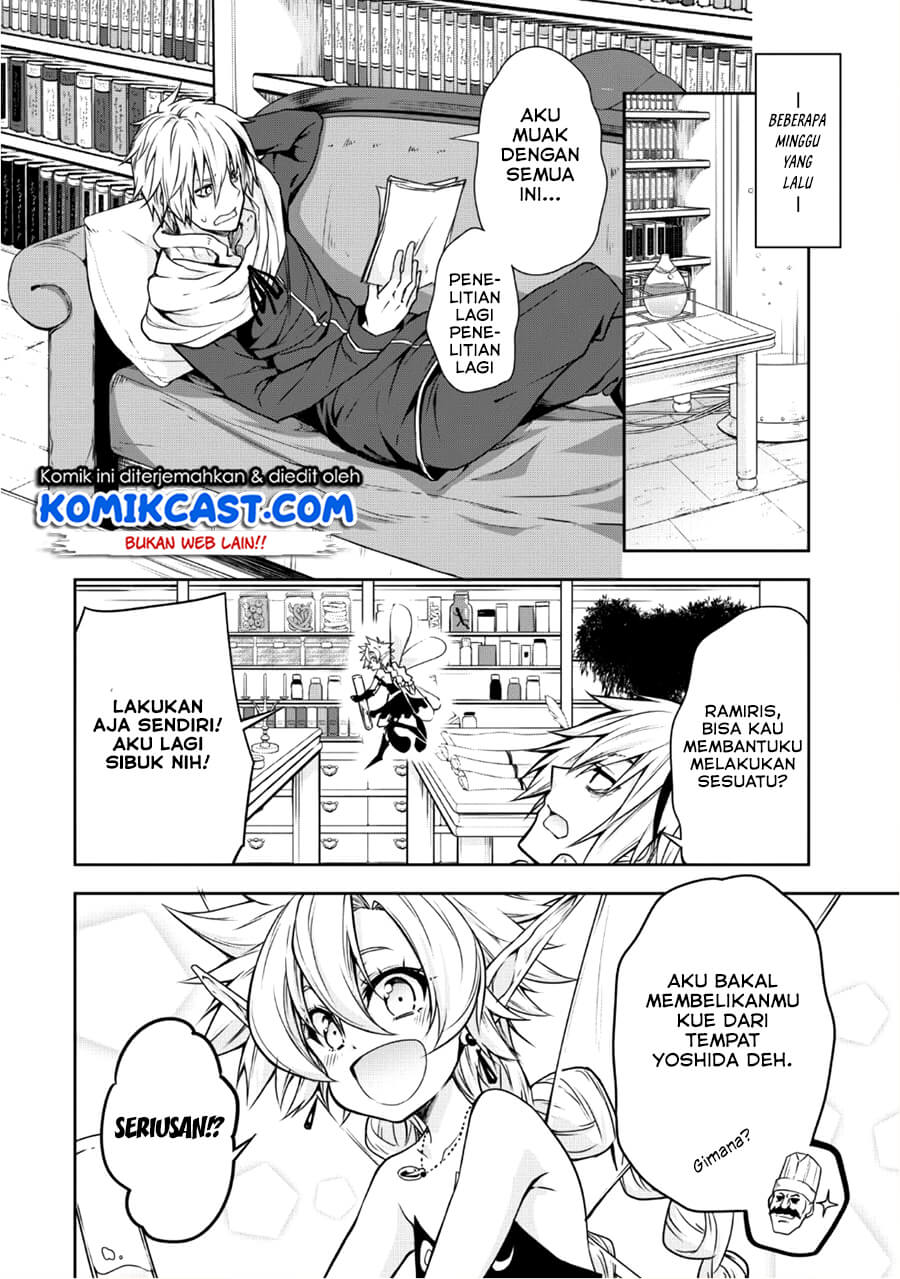 BEBERAPA
MINGGU
YANG
LALU
AKU
MUAK
DENGAN
SEMUA
INI...
PENE-
LITIAN
LAGI
PENE-
LITIAN
LAGI
Komik ini diterjemahkan & diedit oleh
KOMIKCAST.COM
BUKAN WEB LAIN!!
RAMIRIS,
BISA KAU
MEMBANTUKU
MELAKUKAN
SESUATU?
LAKUKAN
AJA SENDIRI!
AKU LAGI
SIBUK NIH!
AKU BAKAL
MEMBELIKANMU
KUE DARI
TEMPAT
YOSHIDA DEH.
Gimana?
SERIUSAN!?